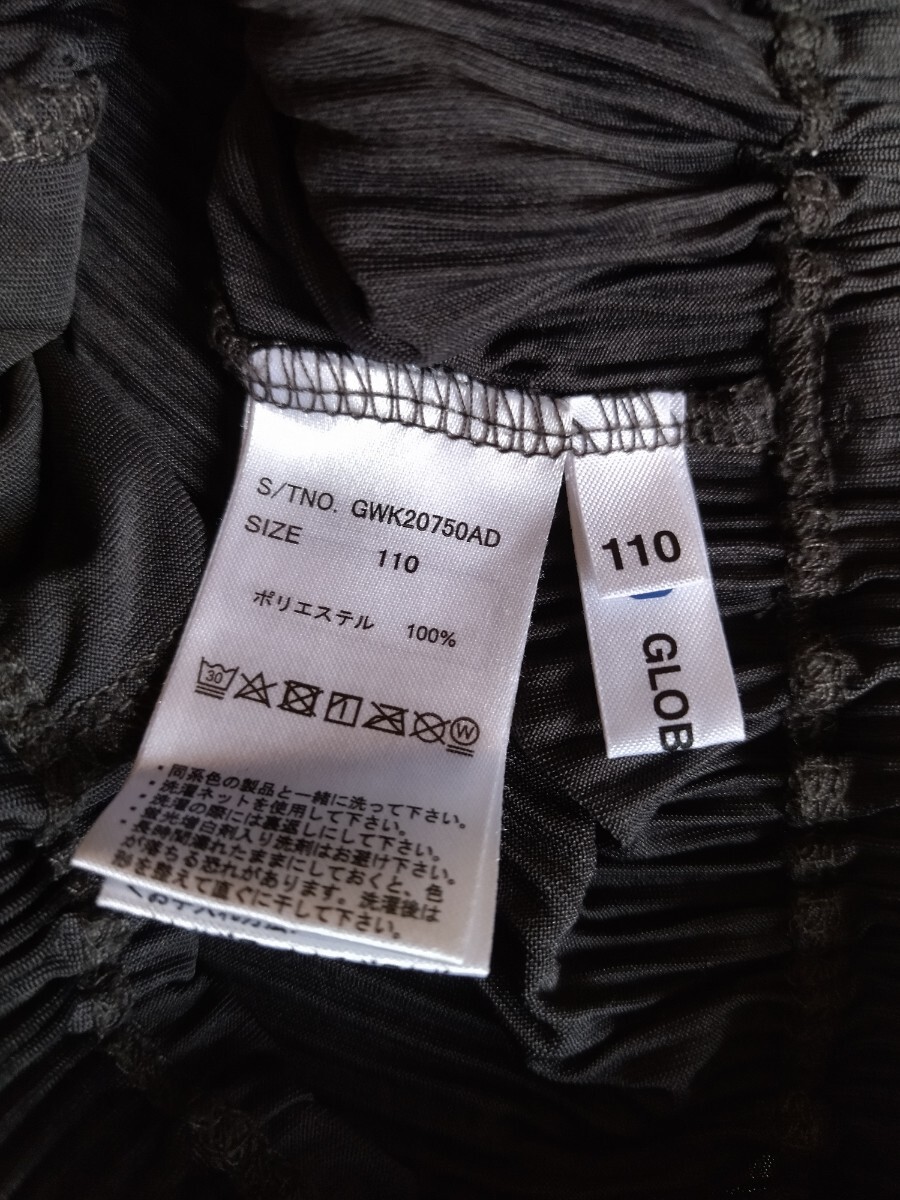 S/TNO. GWK20750AD
SIZE 110
ポリエステル 100%
30
W
・同系色の製品と一緒に洗って下さい。
・洗濯ネットを使用して下さい。
・洗濯の際には裏返しにして下さい。
・蛍光増白剤入り洗剤はお避け下さい。
・長時間濡れたままにしておくと、色
が落ちる恐れがあります。洗濯後は
形を整えて直ぐに干して下さい。
110
GLOB